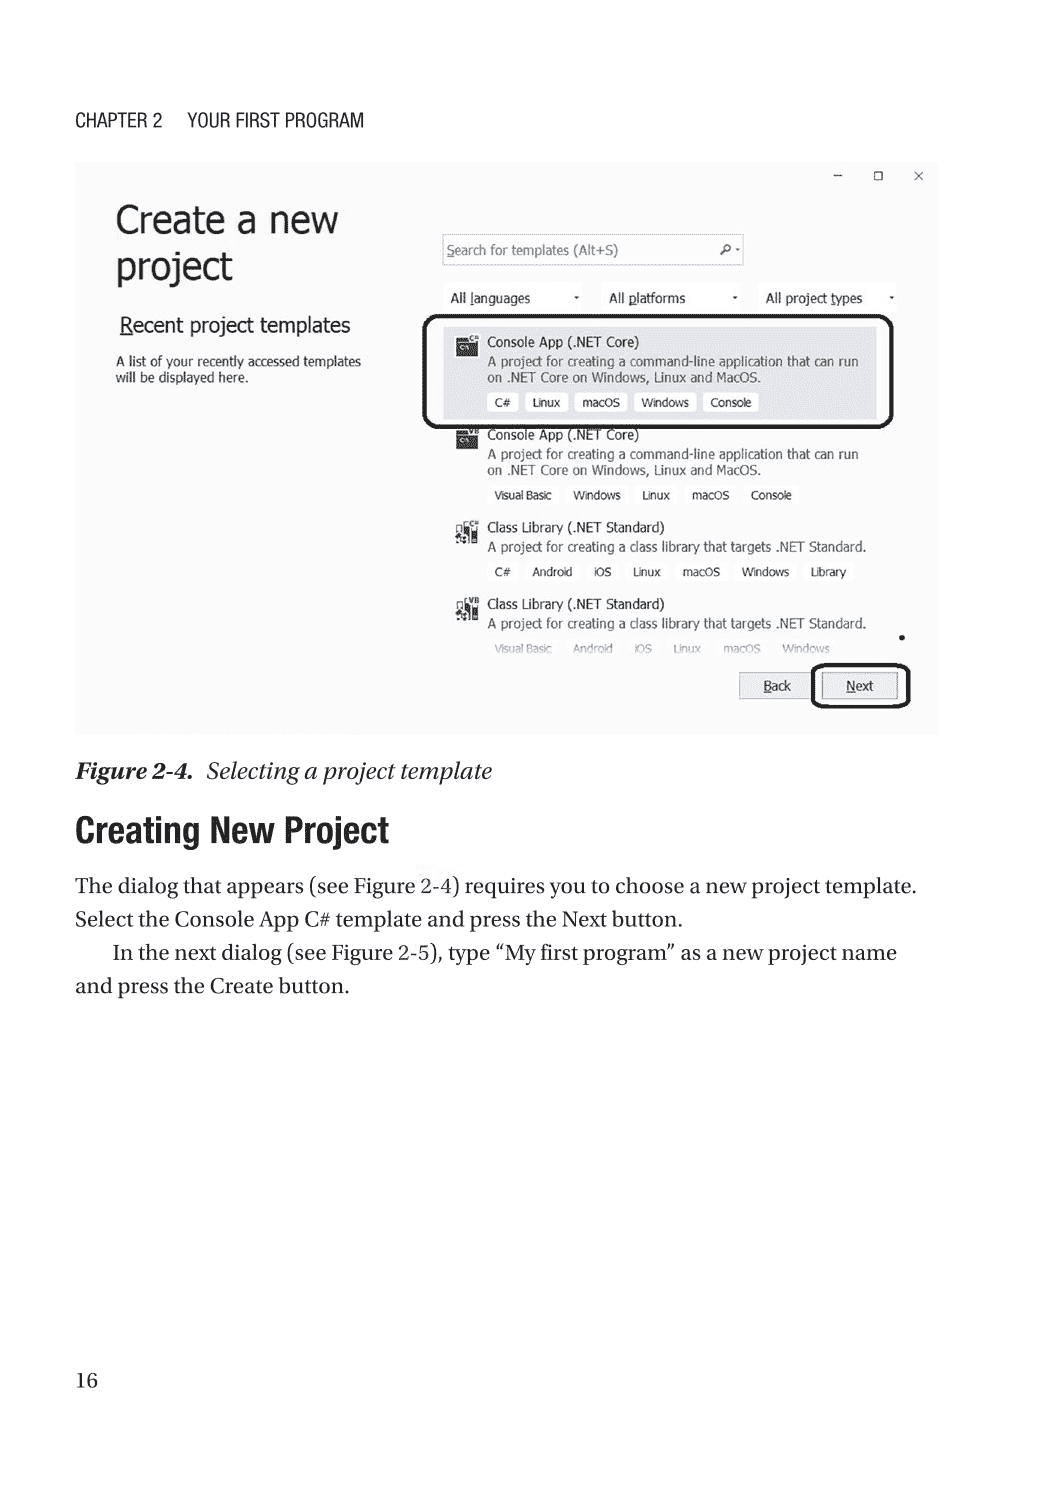 CHAPTER 2 YOUR FIRST PROGRAM
Create a new
project
Recent project templates
A list of your recently accessed templates
will be displayed here.
Search for templates (Alt+S)
All languages All platforms All project types
Console App (.NET Core)
A project for creating a command-line application that can run
on .NET Core on Windows, Linux and MacOS.
C# Linux macOS Windows Console
Console App (.NET Core)
A project for creating a command-line application that can run
on .NET Core on Windows, Linux and MacOS.
Visual Basic Windows Linux macOS Console
Class Library (.NET Standard)
A project for creating a class library that targets .NET Standard.
C# Android iOS Linux macOS Windows Library
Class Library (.NET Standard)
A project for creating a class library that targets .NET Standard.
Visual Basic Android iOS Linux macOS Windows
Back Next
Figure 2-4. Selecting a project template
Creating New Project
The dialog that appears (see Figure 2-4) requires you to choose a new project template.
Select the Console App C# template and press the Next button.
In the next dialog (see Figure 2-5), type “My first program” as a new project name
and press the Create button.
16